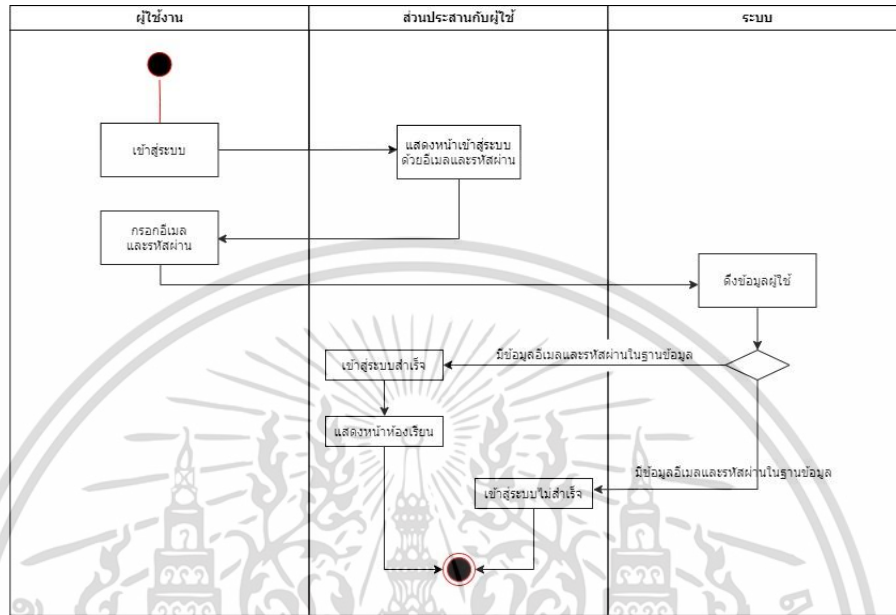 ผู้ใช้งาน
ส่วนประสานกับผู้ใช้
ระบบ
เข้าสู่ระบบ
แสดงหน้าเข้าสู่ระบบ
ด้วยอีเมลและรหัสผ่าน
กรอกอีเมล
และรหัสผ่าน
ดึงข้อมูลผู้ใช้
มีข้อมูลอีเมลและรหัสผ่านในฐานข้อมูล
เข้าสู่ระบบสำเร็จ
แสดงหน้าห้องเรียน
มีข้อมูลอีเมลและรหัสผ่านในฐานข้อมูล
เข้าสู่ระบบไม่สำเร็จ